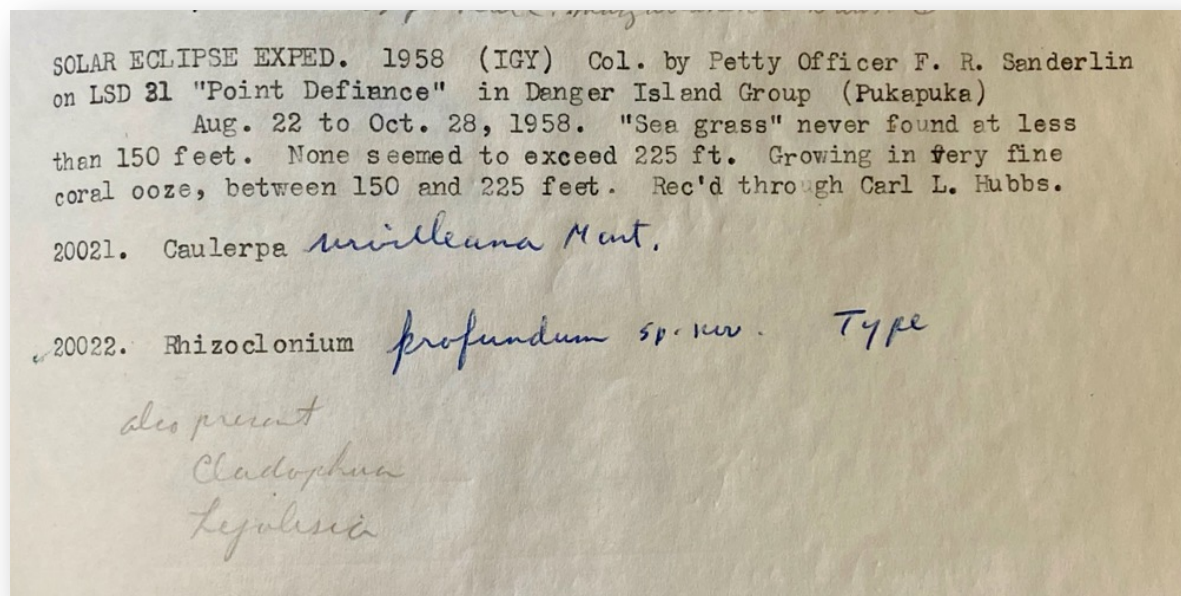 SOLAR ECLIPSE EXPED. 1958 (IGY) Col. by Petty Officer F. R. Sanderlin
on LSD 31 "Point Defiance" in Danger Island Group (Pukapuka)
Aug. 22 to Oct. 28, 1958. "Sea grass" never found at less
than 150 feet. None seemed to exceed 225 ft. Growing in very fine
coral ooze, between 150 and 225 feet. Rec'd through Carl L. Hubbs.
20021. Caulerpa urvilleana Mont.
20022. Rhizoclonium profundum sp. nov. Type
also present
Cladophora
Lejolisia